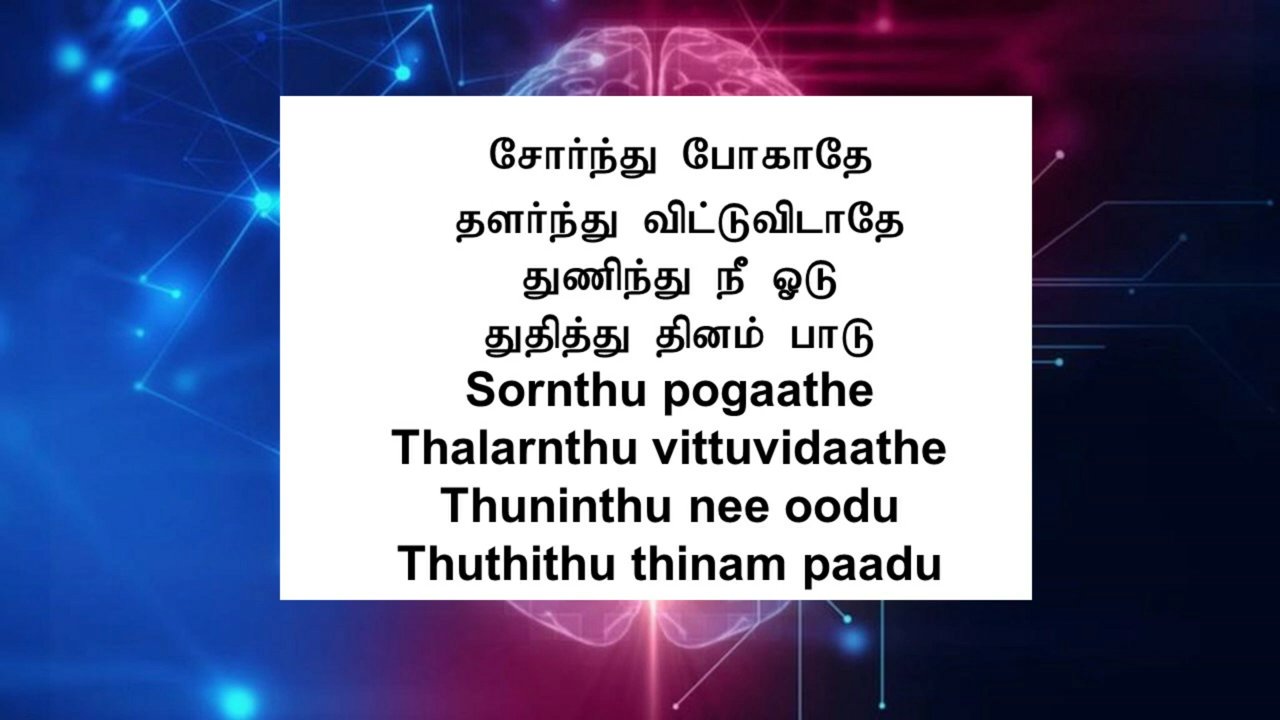 சோர்ந்து போகாதே
தளர்ந்து விட்டுவிடாதே
துணிந்து நீ ஓடு
துதித்து தினம் பாடு
Sornthu pogaathe
Thalarnthu vittuvidaathe
Thuninthu nee oodu
Thuthithu thinam paadu